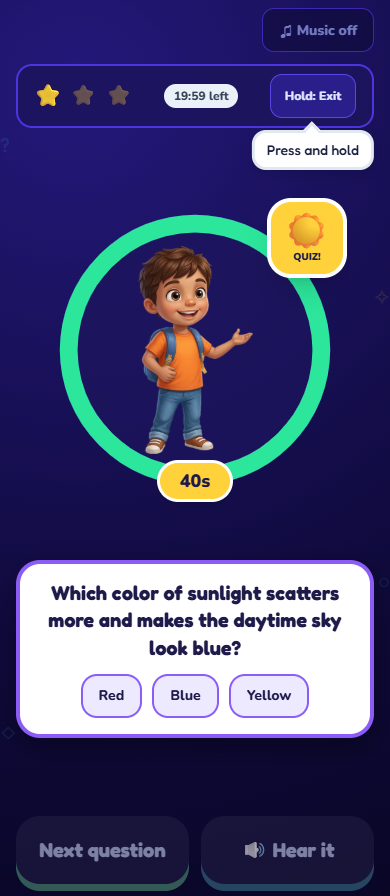 Music off
19:59 left
Hold: Exit
Press and hold
?
QUIZ!
40s
Which color of sunlight scatters
more and makes the daytime sky
look blue?
Red
Blue
Yellow
Next question
Hear it